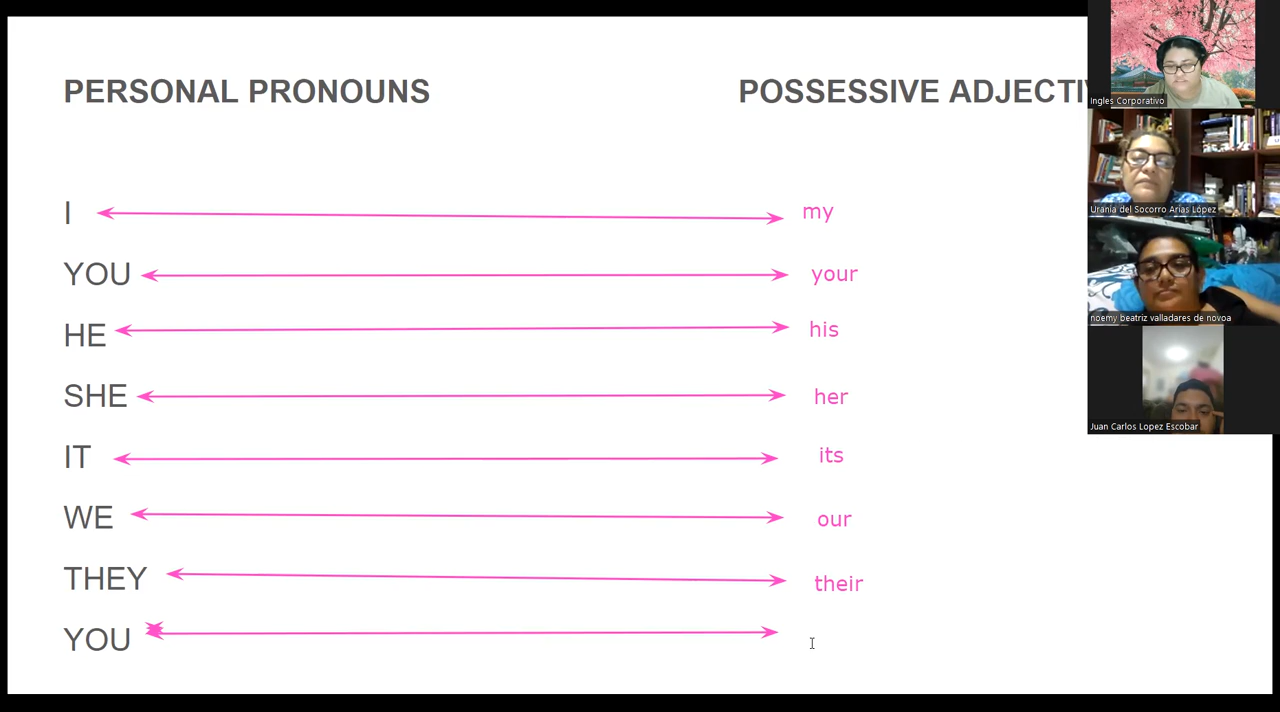 PERSONAL PRONOUNS
POSSESSIVE ADJECTIV
I
my
YOU
your
HE
his
SHE
her
IT
its
WE
our
THEY
their
YOU
Ingles Corporativo
Urania del Socorro Arias López
noemy beatriz valladares de novoa
Juan Carlos Lopez Escobar